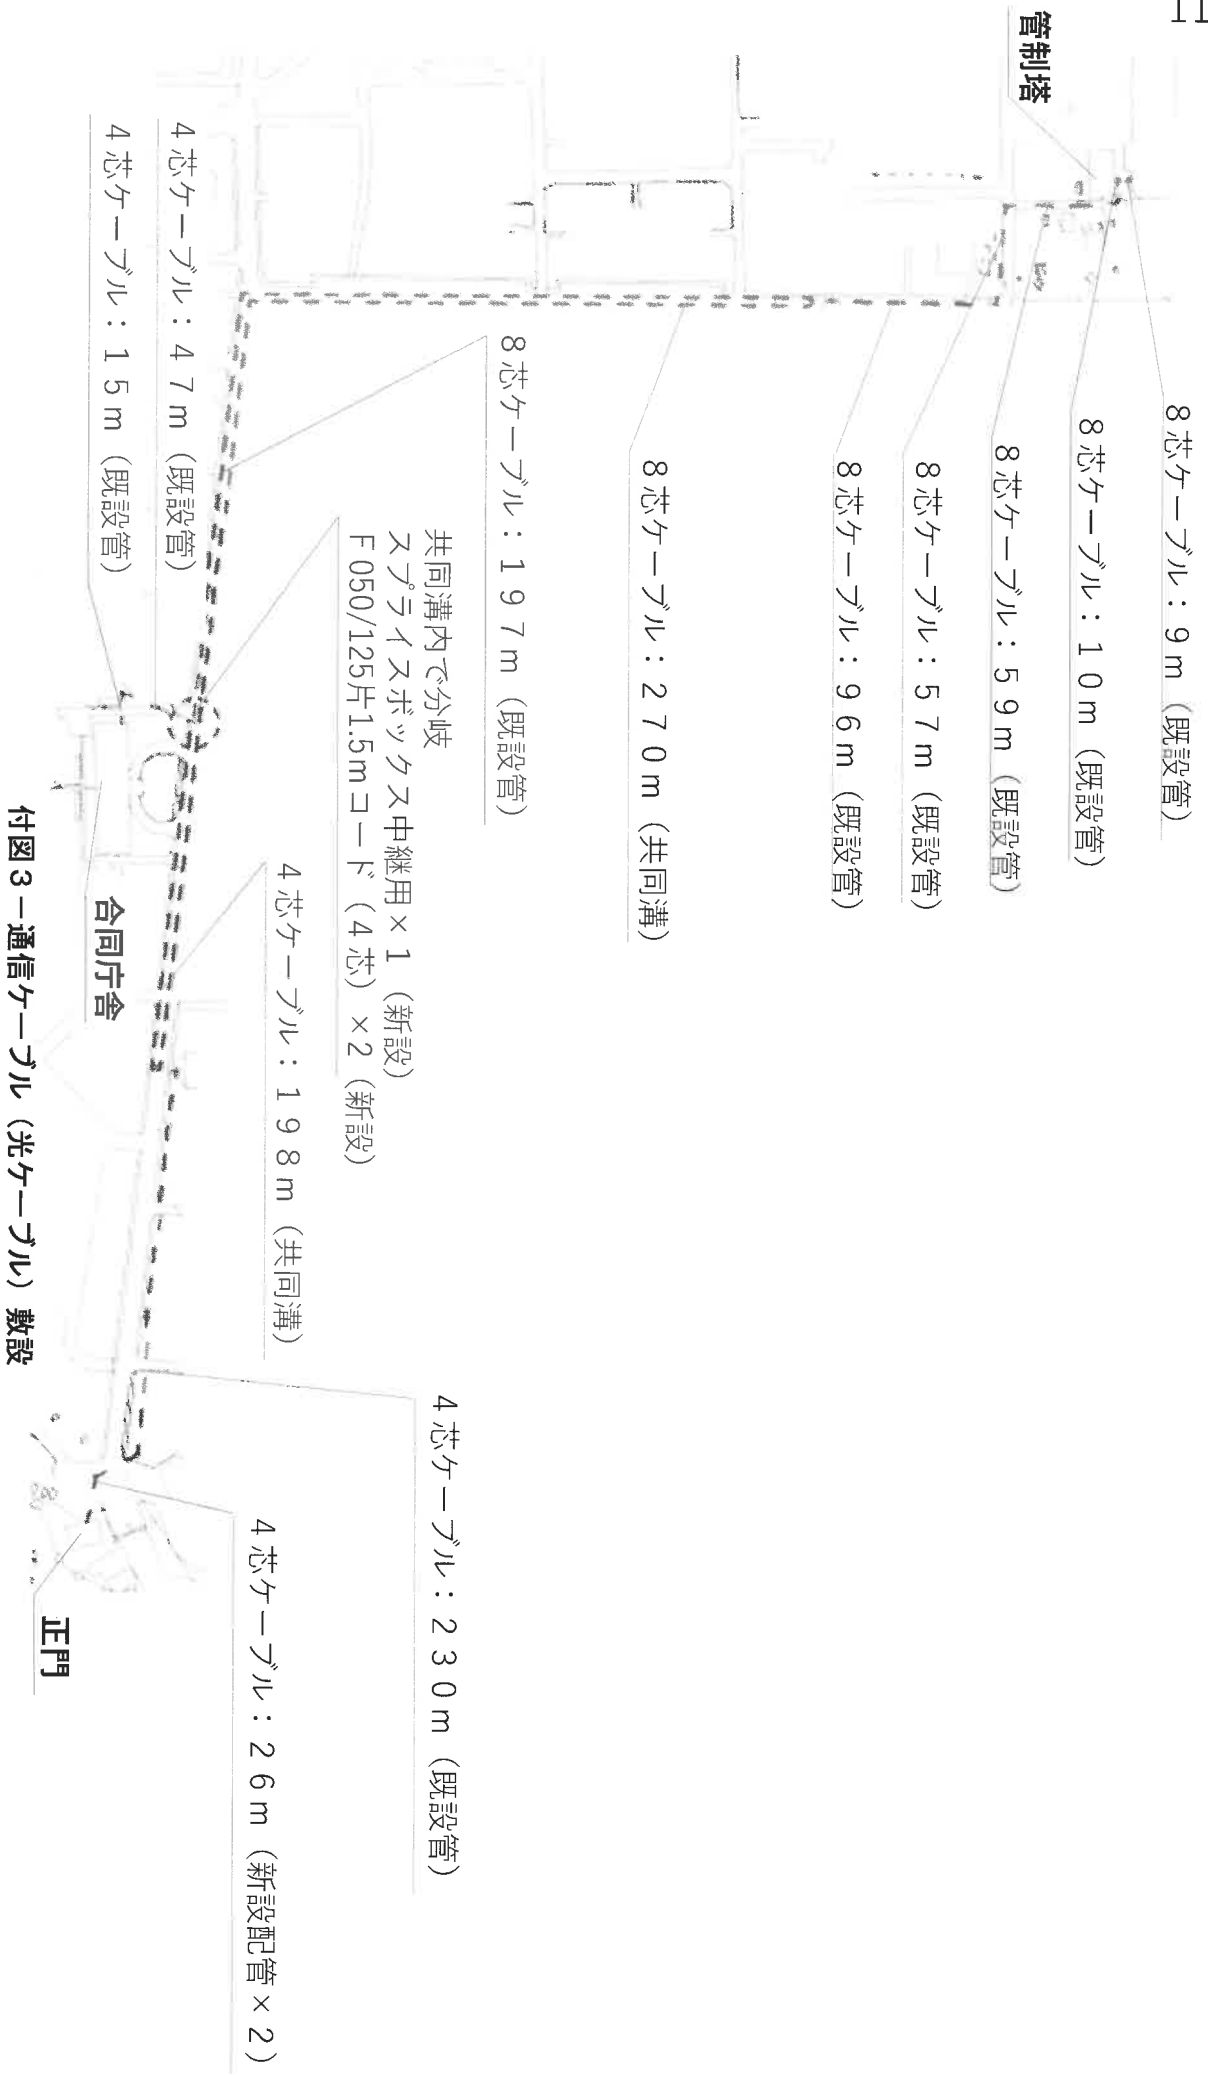 11
管制塔
8芯ケーブル：9m（既設管）
8芯ケーブル：10m（既設管）
8芯ケーブル：59m（既設管）
8芯ケーブル：57m（既設管）
8芯ケーブル：96m（既設管）
8芯ケーブル：270m（共同溝）
8芯ケーブル：197m（既設管）
共同溝内で分岐
スプライスボックス中継用×1（新設）
F050/125片1.5mコード（4芯）×2（新設）
4芯ケーブル：47m（既設管）
4芯ケーブル：15m（既設管）
合同庁舎
4芯ケーブル：198m（共同溝）
4芯ケーブル：230m（既設管）
4芯ケーブル：26m（新設配管×2）
正門
付図3－通信ケーブル（光ケーブル）敷設